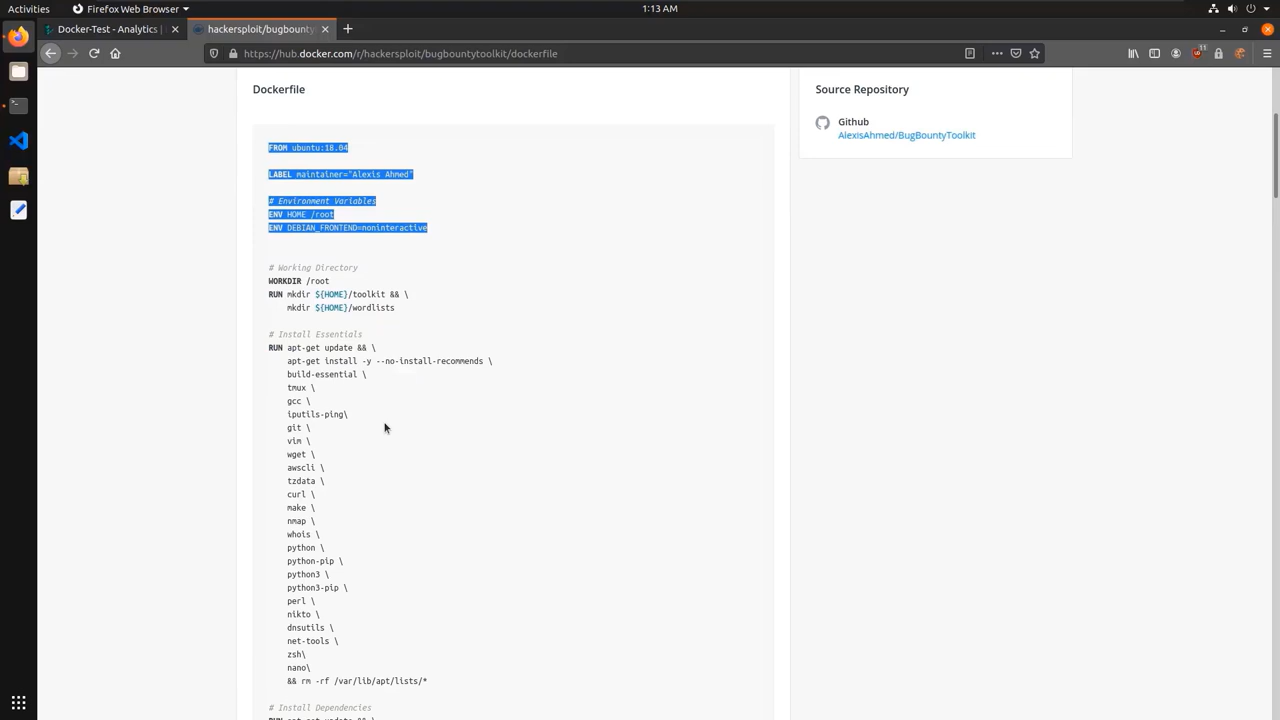 Activities
Firefox Web Browser
1:13 AM
Docker-Test - Analytics
hackersploit/bugbounty
https://hub.docker.com/r/hackersploit/bugbountytoolkit/dockerfile
11
Dockerfile
Source Repository
Github
AlexisAhmed/BugBountyToolkit
FROM ubuntu:18.04
LABEL maintainer="Alexis Ahmed"
# Environment Variables
ENV HOME /root
ENV DEBIAN_FRONTEND=noninteractive
# Working Directory
WORKDIR /root
RUN mkdir ${HOME}/toolkit && \
mkdir ${HOME}/wordlists
# Install Essentials
RUN apt-get update && \
apt-get install -y --no-install-recommends \
build-essential \
tmux \
gcc \
iputils-ping\
git \
vim \
wget \
awscli \
tzdata \
curl \
make \
nmap \
whois \
python \
python-pip \
python3 \
python3-pip \
perl \
nikto \
dnsutils \
net-tools \
zsh\
nano\
&& rm -rf /var/lib/apt/lists/*
# Install Dependencies
RUN apt-get update && \